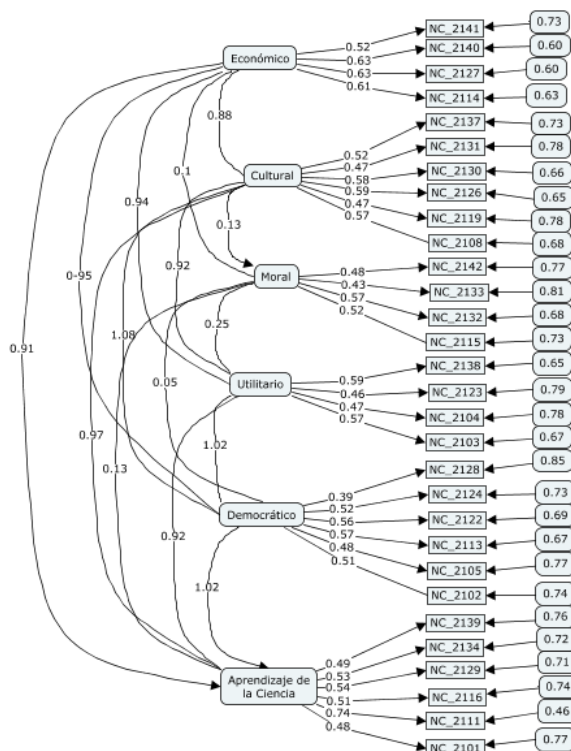 NC_2141
0.73
0.52
NC_2140
0.60
0.63
Económico
NC_2127
0.60
0.63
NC_2114
0.63
0.61
0.88
NC_2137
0.73
0.52
NC_2131
0.78
0.47
0.1
NC_2130
0.66
0.58
Cultural
NC_2126
0.65
0.59
0.94
NC_2119
0.78
0.47
0.13
NC_2108
0.68
0.57
0.92
NC_2142
0.77
0.48
Moral
NC_2133
0.81
0.43
NC_2132
0.68
0.57
0.25
NC_2115
0.73
0.52
0-95
1.08
0.91
NC_2138
0.65
0.59
0.05
Utilitario
NC_2123
0.79
0.46
NC_2104
0.78
0.47
0.97
NC_2103
0.67
0.57
1.02
0.13
NC_2128
0.85
0.39
NC_2124
0.73
0.52
Democrático
NC_2122
0.69
0.56
0.92
NC_2113
0.67
0.57
NC_2105
0.77
0.48
NC_2102
0.74
0.51
1.02
NC_2139
0.76
0.49
NC_2134
0.72
0.53
Aprendizaje de
la Ciencia
NC_2129
0.71
0.54
NC_2116
0.74
0.51
NC_2111
0.46
0.74
NC_2101
0.77
0.48